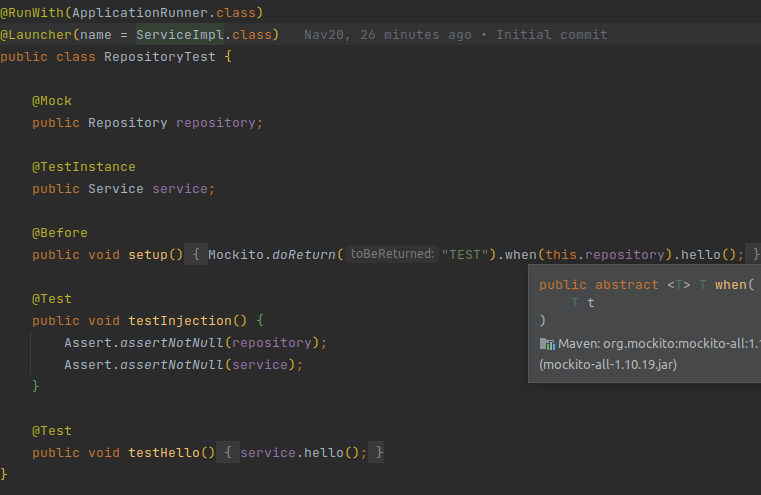 @RunWith(ApplicationRunner.class)
@Launcher(name = ServiceImpl.class) Nav20, 26 minutes ago • Initial commit
public class RepositoryTest {
@Mock
public Repository repository;
@TestInstance
public Service service;
@Before
public void setup() { Mockito.doReturn( toBeReturned: "TEST").when(this.repository).hello(); }
public abstract <T> T when(
T t
)
Maven: org.mockito:mockito-all:1.1
(mockito-all-1.10.19.jar)
@Test
public void testInjection() {
Assert.assertNotNull(repository);
Assert.assertNotNull(service);
}
@Test
public void testHello() { service.hello(); }
}